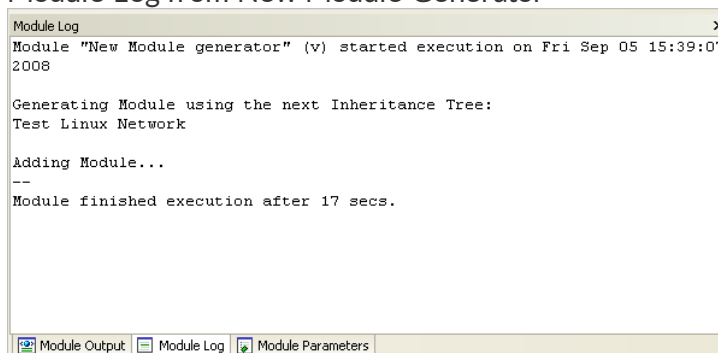 Module Log from New Module Generator
Module Log
Module "New Module generator" (v) started execution on Fri Sep 05 15:39:07
2008
Generating Module using the next Inheritance Tree:
Test Linux Network
Adding Module...
--
Module finished execution after 17 secs.
Module Output Module Log Module Parameters